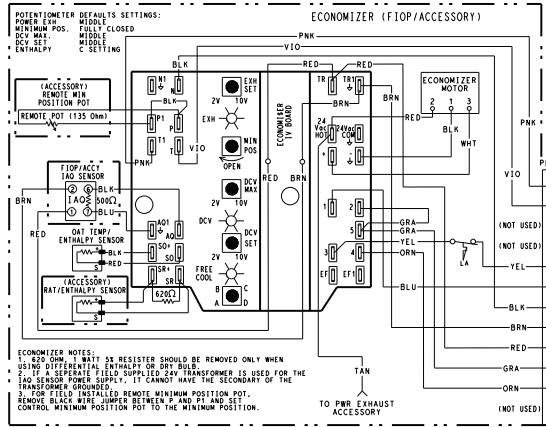 POTENTIOMETER DEFAULTS SETTINGS:
POWER EXH MIDDLE
MINIMUM POS. FULLY CLOSED
DCV MAX. MIDDLE
DCV SET MIDDLE
ENTHALPY C SETTING
ECONOMIZER (FIOP/ACCESSORY)
PNK
VIO
BLK
RED
RED
(ACCESSORY)
REMOTE MIN
POSITION POT
REMOTE POT (135 Ohm)
N1
N
BLK
P1
P
T1
T
PNK
VIO
EXH
SET
2V 10V
EXH
MIN
POS
OPEN
DCV
MAX
2V 10V
DCV
DCV
SET
2V 10V
FREE
COOL
B C
A D
ECONOMISER
IV BOARD
RED
BRN
TR
TR1
BRN
BRN
24
Vac
HOT
24Vac
COM
+
-
1
2
5
3
4
EF
EF1
ECONOMIZER
MOTOR
2 1 3
RED
BLK
WHT
GRA
GRA
YEL
ORN
LA
PNK
VIO
(NOT USED)
(NOT USED)
YEL
BLU
BLK
BRN
RED
GRA
ORN
(NOT USED)
FIOP/ACCY
IAQ SENSOR
2 6
IAQ 500Ω
1 7
BLK
BLU
BRN
RED
AQ1
AQ
SO+
SO
SR+
SR
620Ω
OAT TEMP/
ENTHALPY SENSOR
+
S
BLK
RED
(ACCESSORY)
RAT/ENTHALPY SENSOR
+
S
TAN
TO PWR EXHAUST
ACCESSORY
ECONOMIZER NOTES:
1. 620 OHM, 1 WATT 5% RESISTER SHOULD BE REMOVED ONLY WHEN
USING DIFFERENTIAL ENTHALPY OR DRY BULB.
2. IF A SEPERATE FIELD SUPPLIED 24V TRANSFORMER IS USED FOR THE
IAQ SENSOR POWER SUPPLY, IT CANNOT HAVE THE SECONDARY OF THE
TRANSFORMER GROUNDED.
3. FOR FIELD INSTALLED REMOTE MINIMUM POSITION POT,
REMOVE BLACK WIRE JUMPER BETWEEN P AND P1 AND SET
CONTROL MINIMUM POSITION POT TO THE MINIMUM POSITION.